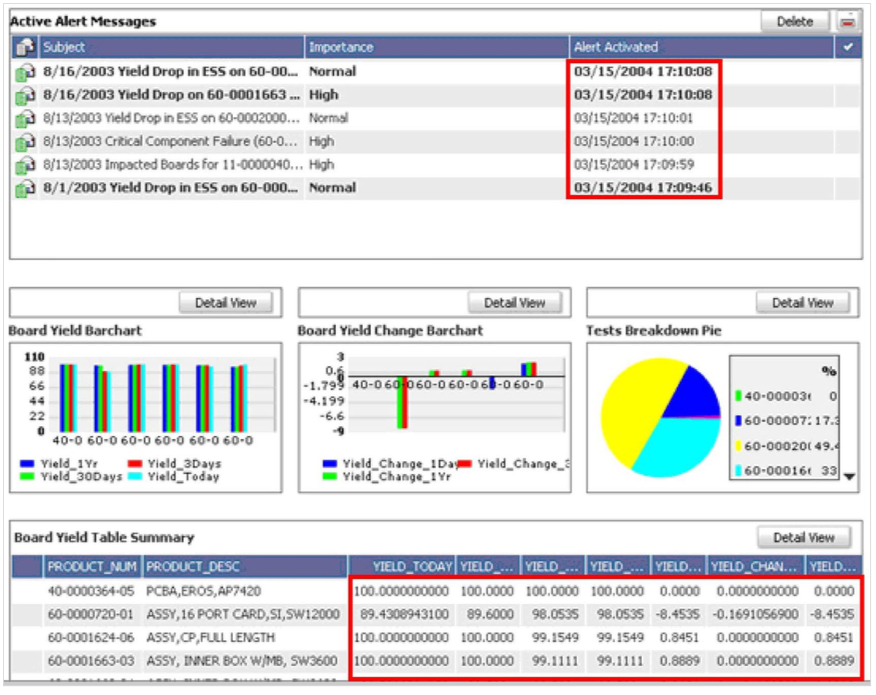 Active Alert Messages Delete
Subject Importance Alert Activated
8/16/2003 Yield Drop in ESS on 60-00... Normal 03/15/2004 17:10:08
8/16/2003 Yield Drop on 60-0001663 ... High 03/15/2004 17:10:08
8/13/2003 Yield Drop in ESS on 60-0002000... Normal 03/15/2004 17:10:01
8/13/2003 Critical Component Failure (60-0... High 03/15/2004 17:10:00
8/13/2003 Impacted Boards for 11-0000040... High 03/15/2004 17:09:59
8/1/2003 Yield Drop in ESS on 60-000... Normal 03/15/2004 17:09:46
Detail View Detail View Detail View
Board Yield Barchart
110
88
66
44
22
0
40-0 60-0 60-0 60-0 60-0 60-0
Yield_1Yr Yield_3Days
Yield_30Days Yield_Today
Board Yield Change Barchart
3
0.6
-1.799
-4.199
-6.6
-9
40-0 60-0 60-0 60-0 60-0 60-0
Yield_Change_1Day Yield_Change_3
Yield_Change_1Yr
Tests Breakdown Pie
%
40-00003 0
60-00007 17.3
60-00020 49.4
60-00016 33
Board Yield Table Summary Detail View
PRODUCT_NUM PRODUCT_DESC YIELD_TODAY YIELD_... YIELD_... YIELD_... YIELD... YIELD_CHAN... YIELD...
40-0000364-05 PCBA,EROS,AP7420 100.0000000000 100.0000 100.0000 100.0000 0.0000 0.0000000000 0.0000
60-0000720-01 ASSY,16 PORT CARD,SI,SW12000 89.4308943100 89.6000 98.0535 98.0535 -8.4535 -0.1691056900 -8.4535
60-0001624-06 ASSY,CP,FULL LENGTH 100.0000000000 100.0000 99.1549 99.1549 0.8451 0.0000000000 0.8451
60-0001663-03 ASSY, INNER BOX W/MB, SW3600 100.0000000000 100.0000 99.1111 99.1111 0.8889 0.0000000000 0.8889